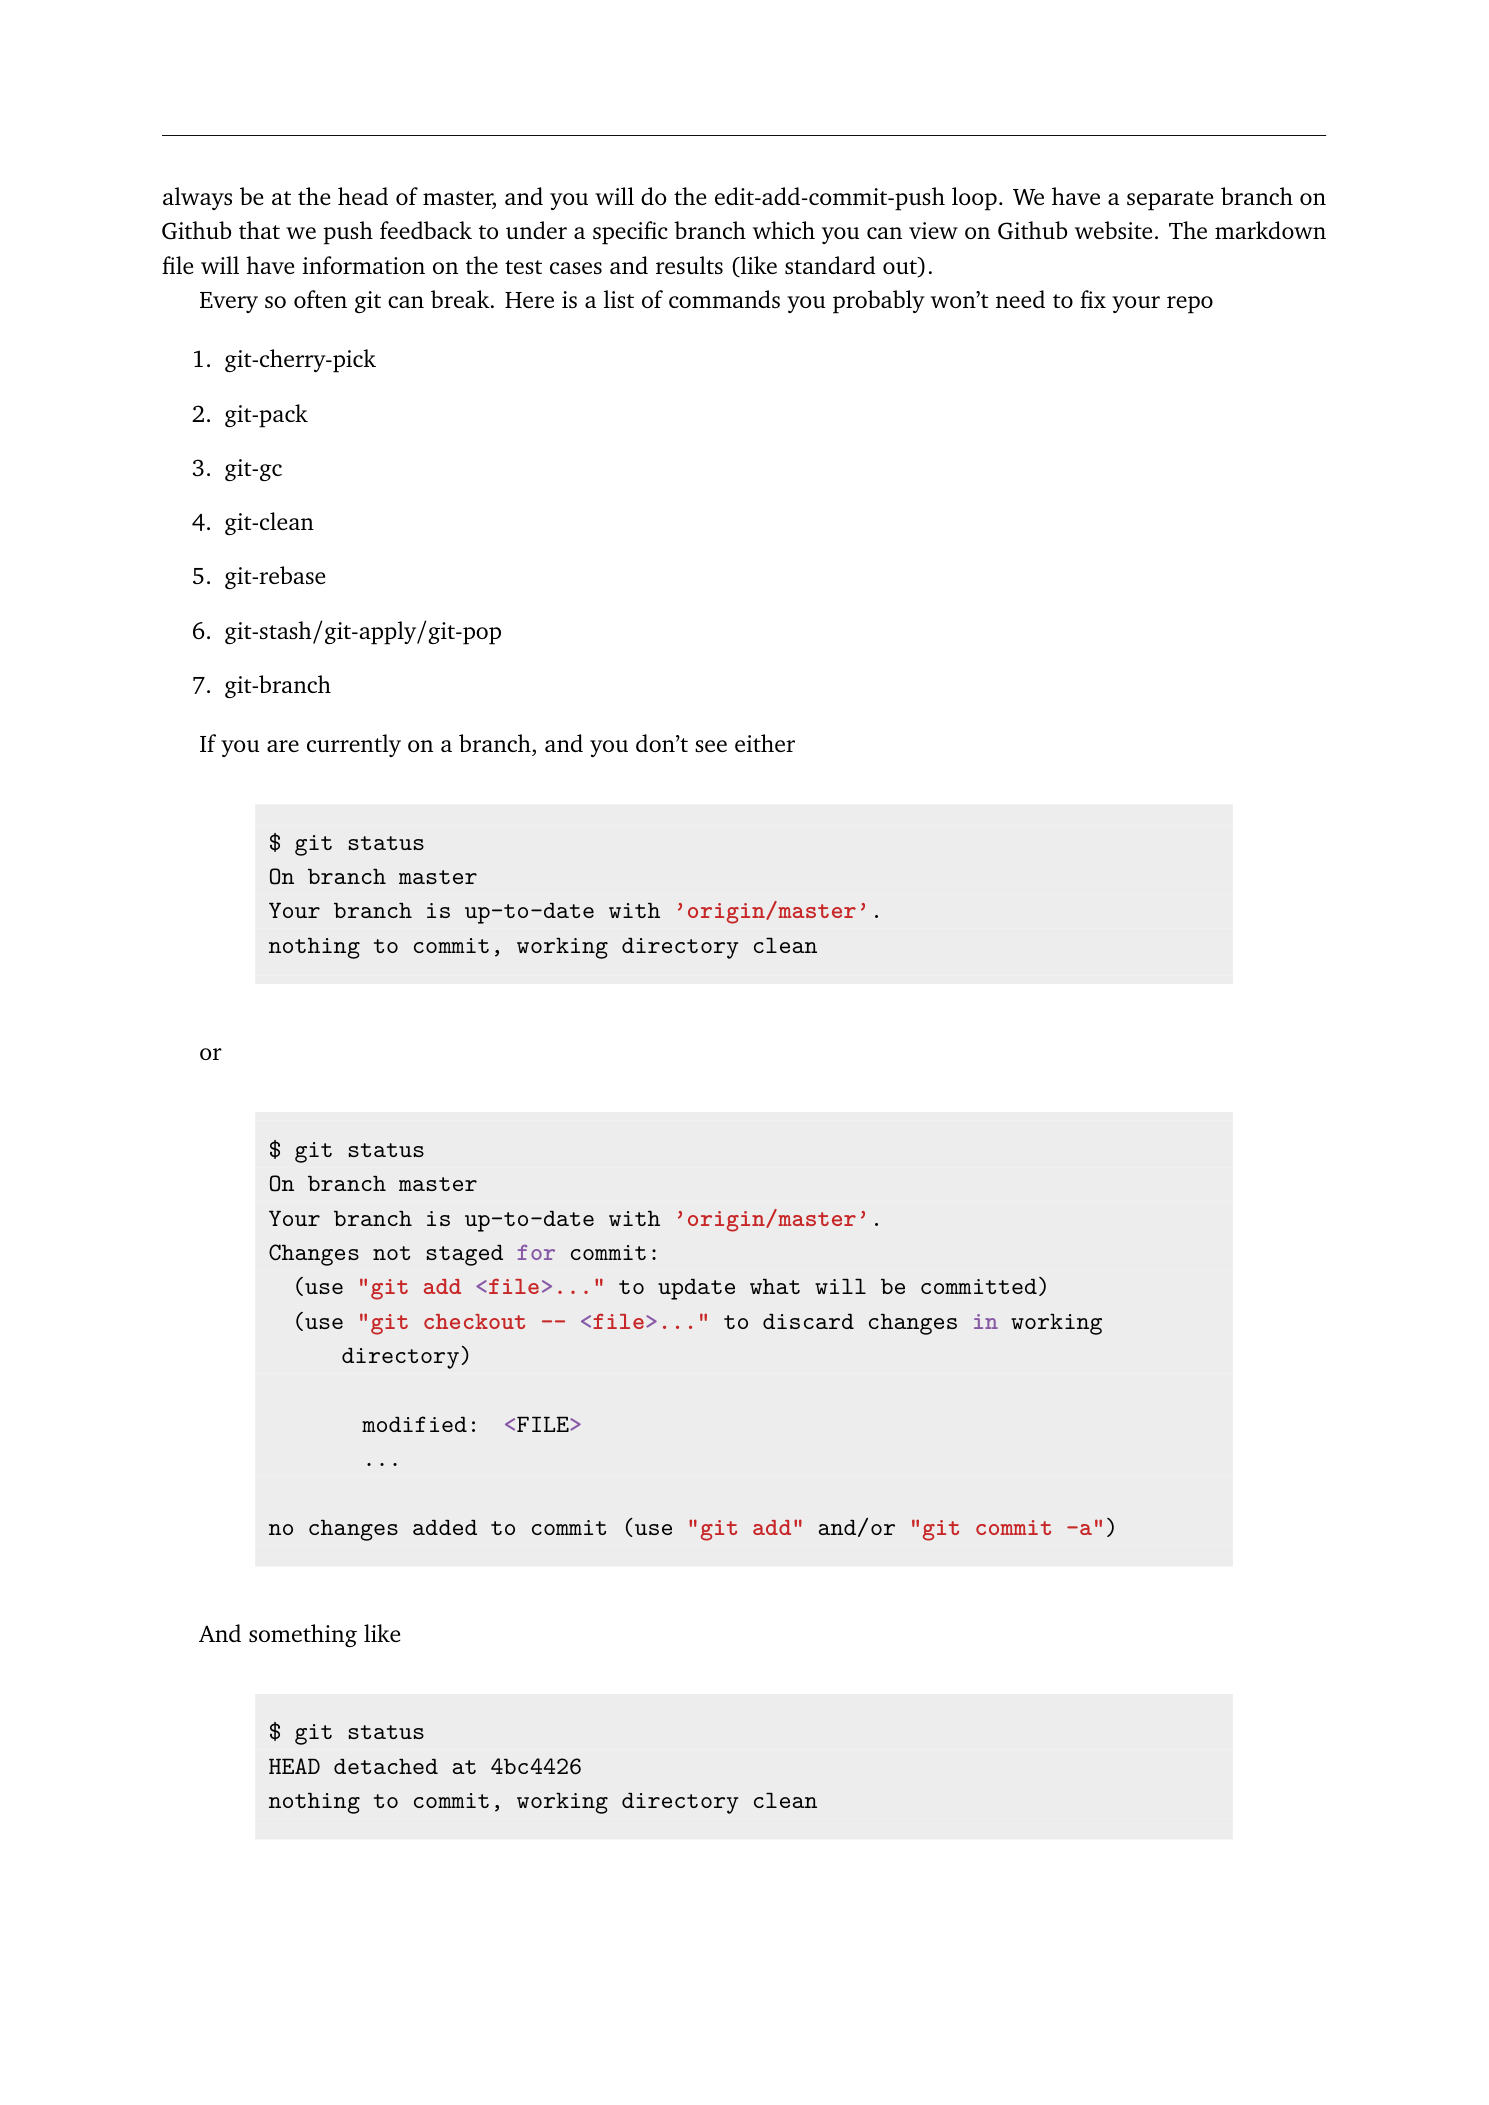 always be at the head of master, and you will do the edit-add-commit-push loop. We have a separate branch on
Github that we push feedback to under a specific branch which you can view on Github website. The markdown
file will have information on the test cases and results (like standard out).
Every so often git can break. Here is a list of commands you probably won’t need to fix your repo
1. git-cherry-pick
2. git-pack
3. git-gc
4. git-clean
5. git-rebase
6. git-stash/git-apply/git-pop
7. git-branch
If you are currently on a branch, and you don’t see either
$ git status
On branch master
Your branch is up-to-date with ’origin/master’.
nothing to commit, working directory clean
or
$ git status
On branch master
Your branch is up-to-date with ’origin/master’.
Changes not staged for commit:
(use "git add <file>..." to update what will be committed)
(use "git checkout -- <file>..." to discard changes in working
directory)
modified: <FILE>
...
no changes added to commit (use "git add" and/or "git commit -a")
And something like
$ git status
HEAD detached at 4bc4426
nothing to commit, working directory clean